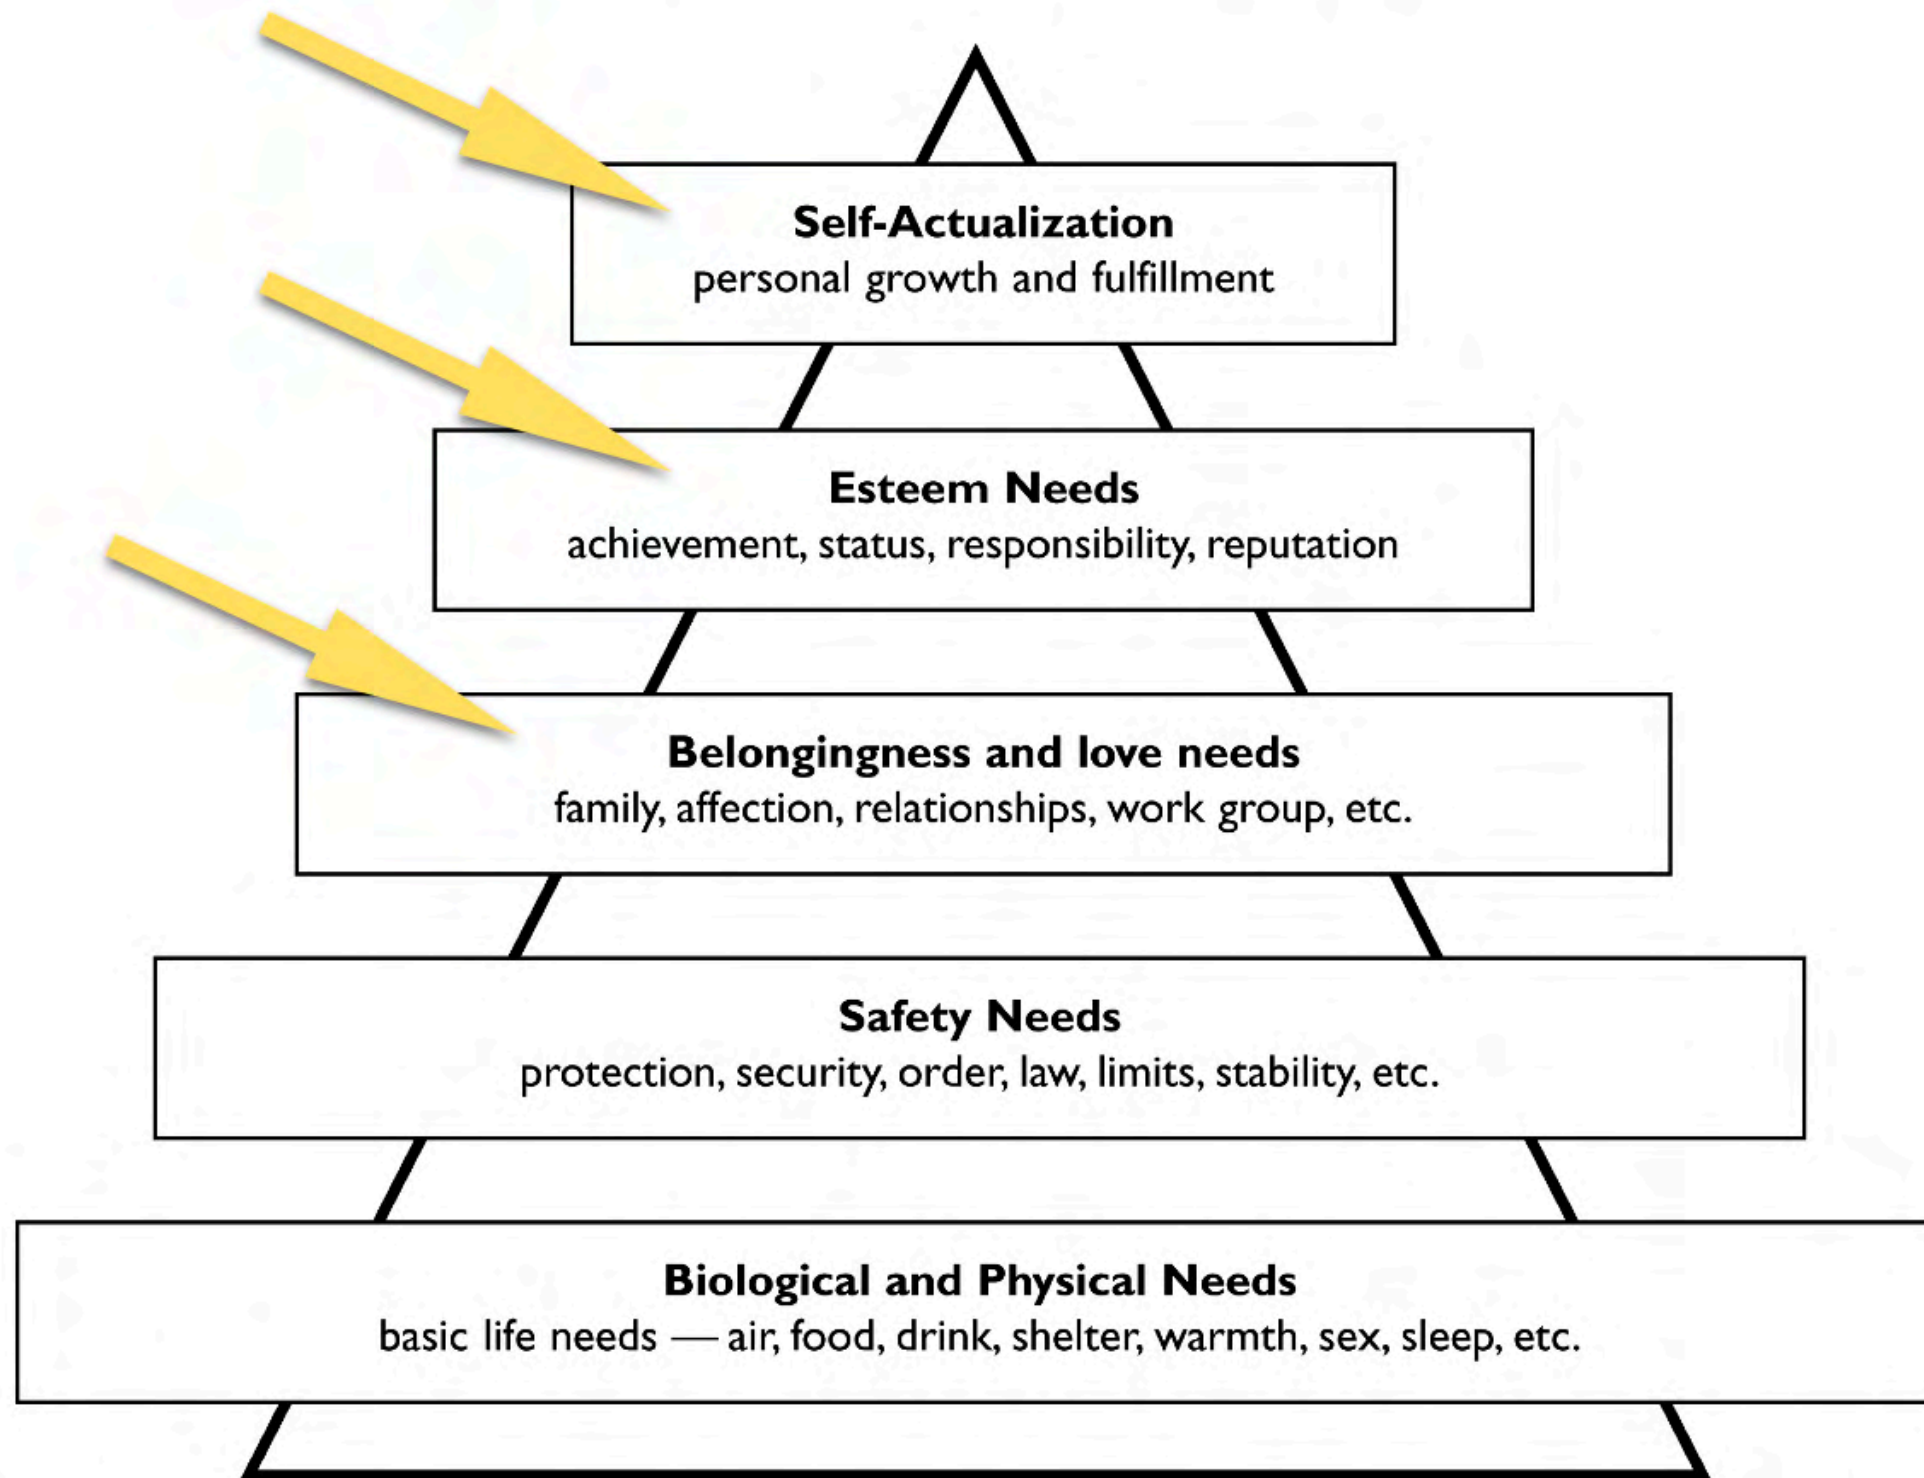 Self-Actualization
personal growth and fulfillment
Esteem Needs
achievement, status, responsibility, reputation
Belongingness and love needs
family, affection, relationships, work group, etc.
Safety Needs
protection, security, order, law, limits, stability, etc.
Biological and Physical Needs
basic life needs — air, food, drink, shelter, warmth, sex, sleep, etc.